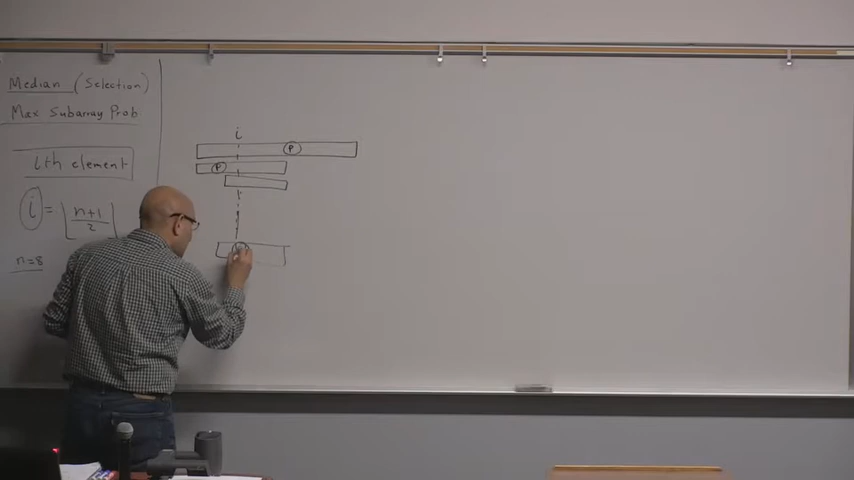 Median (Selection)
Max Subarray Prob
ith element
i = ⌊n+1/2⌋
n=8
i
P
P